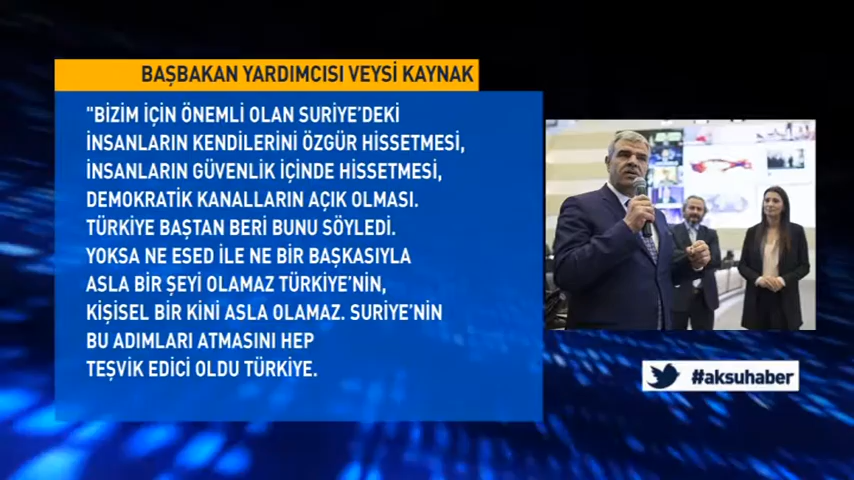 BAŞBAKAN YARDIMCISI VEYSİ KAYNAK
"BİZİM İÇİN ÖNEMLİ OLAN SURİYE'DEKİ
İNSANLARIN KENDİLERİNİ ÖZGÜR HİSSETMESİ,
İNSANLARIN GÜVENLİK İÇİNDE HİSSETMESİ,
DEMOKRATİK KANALLARIN AÇIK OLMASI.
TÜRKİYE BAŞTAN BERİ BUNU SÖYLEDİ.
YOKSA NE ESED İLE NE BİR BAŞKASIYLA
ASLA BİR ŞEYİ OLAMAZ TÜRKİYE'NİN,
KİŞİSEL BİR KİNİ ASLA OLAMAZ. SURİYE'NİN
BU ADIMLARI ATMASINI HEP
TEŞVİK EDİCİ OLDU TÜRKİYE.
#aksuhaber